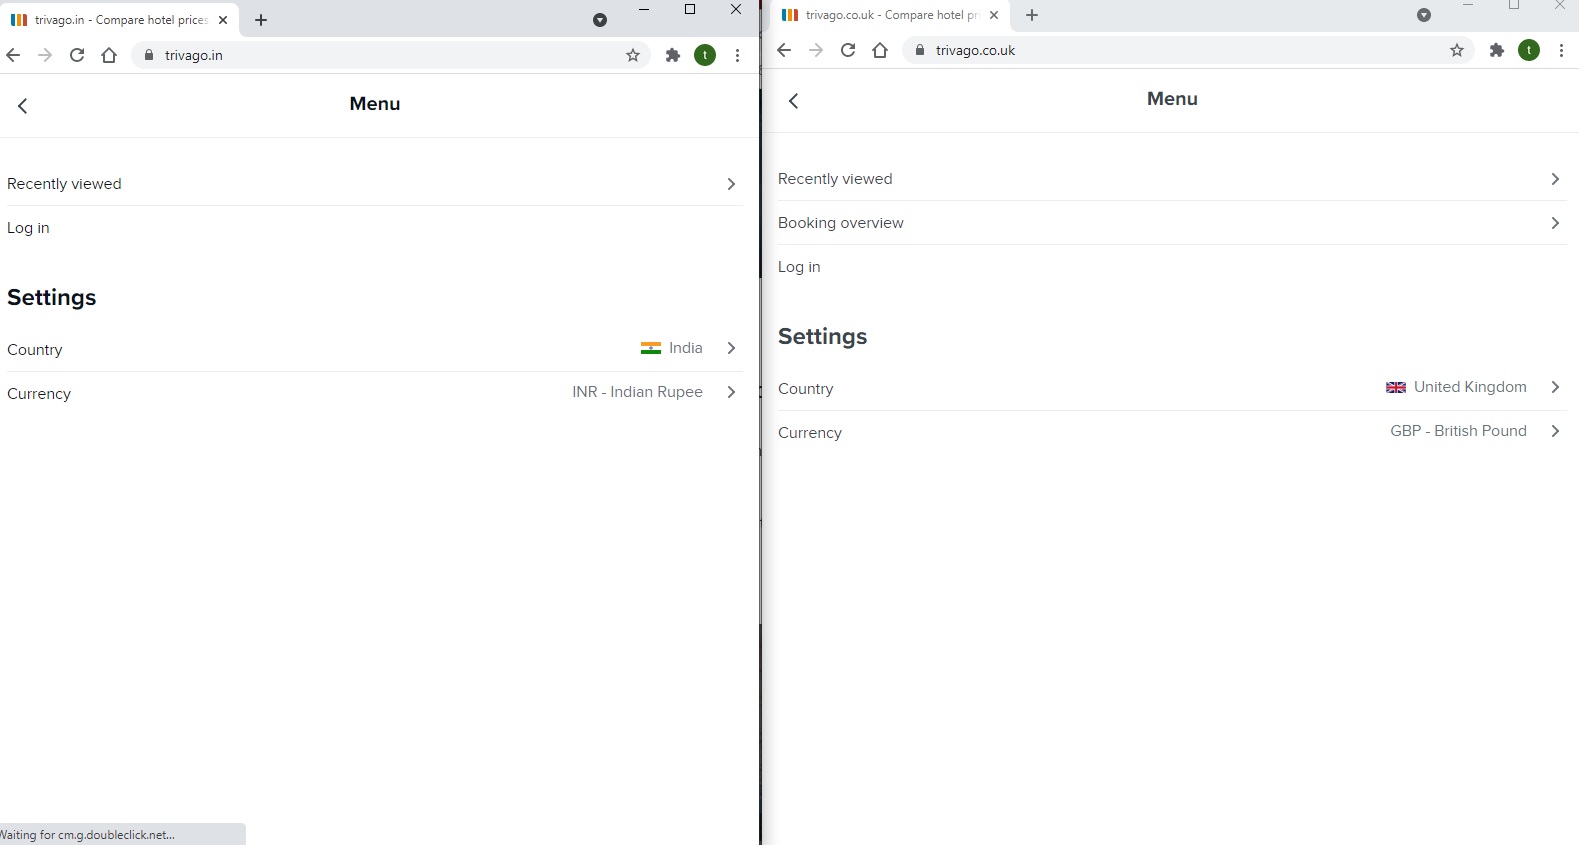 trivago.in - Compare hotel prices
trivago.in
Menu
Recently viewed
Log in
Settings
Country
India
Currency
INR - Indian Rupee
Waiting for cm.g.doubleclick.net...
trivago.co.uk - Compare hotel pr
t
trivago.co.uk
t
Menu
Recently viewed
Booking overview
Log in
Settings
Country
United Kingdom
Currency
GBP - British Pound